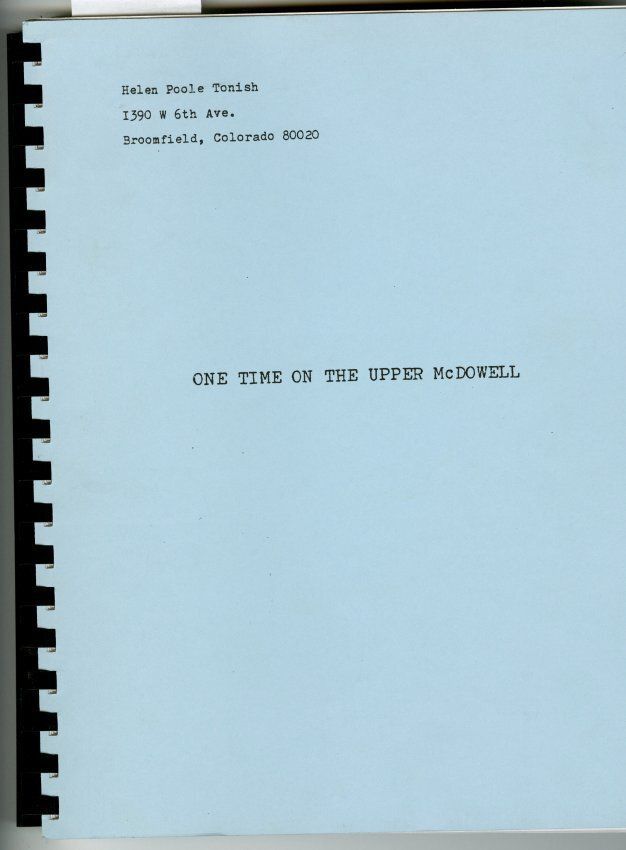 Helen Poole Tonish
1390 W 6th Ave.
Broomfield, Colorado 80020
ONE TIME ON THE UPPER McDOWELL